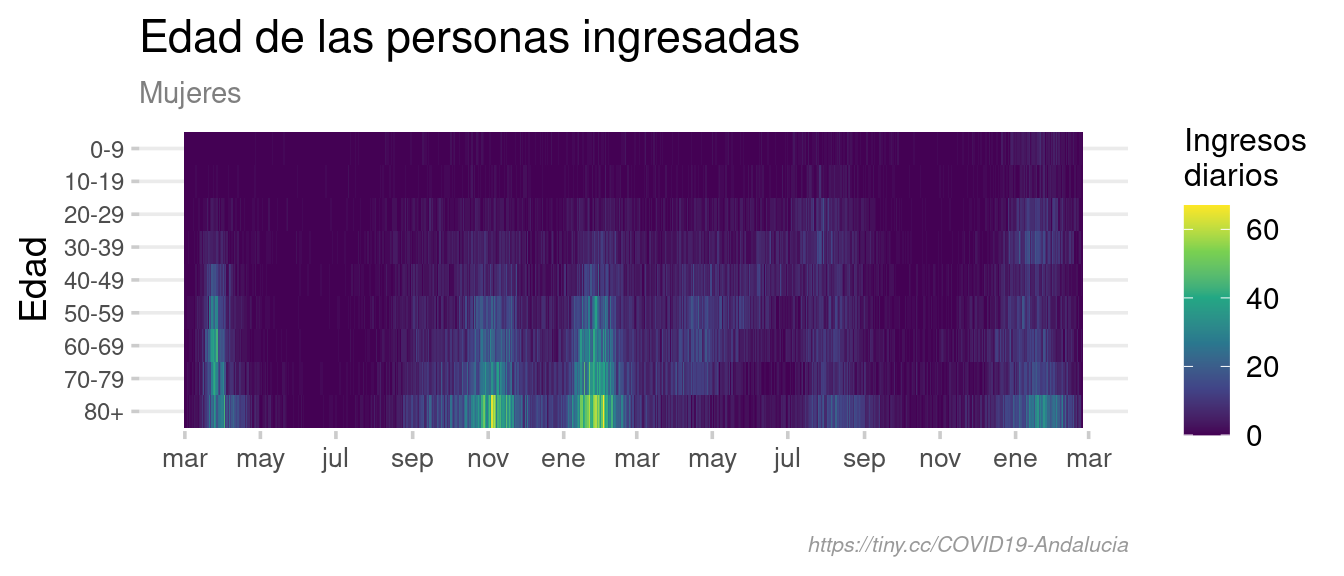 Edad de las personas ingresadas
Mujeres
Edad
0-9
10-19
20-29
30-39
40-49
50-59
60-69
70-79
80+
mar may jul sep nov ene mar may jul sep nov ene mar
Ingresos
diarios
60
40
20
0
https://tiny.cc/COVID19-Andalucia